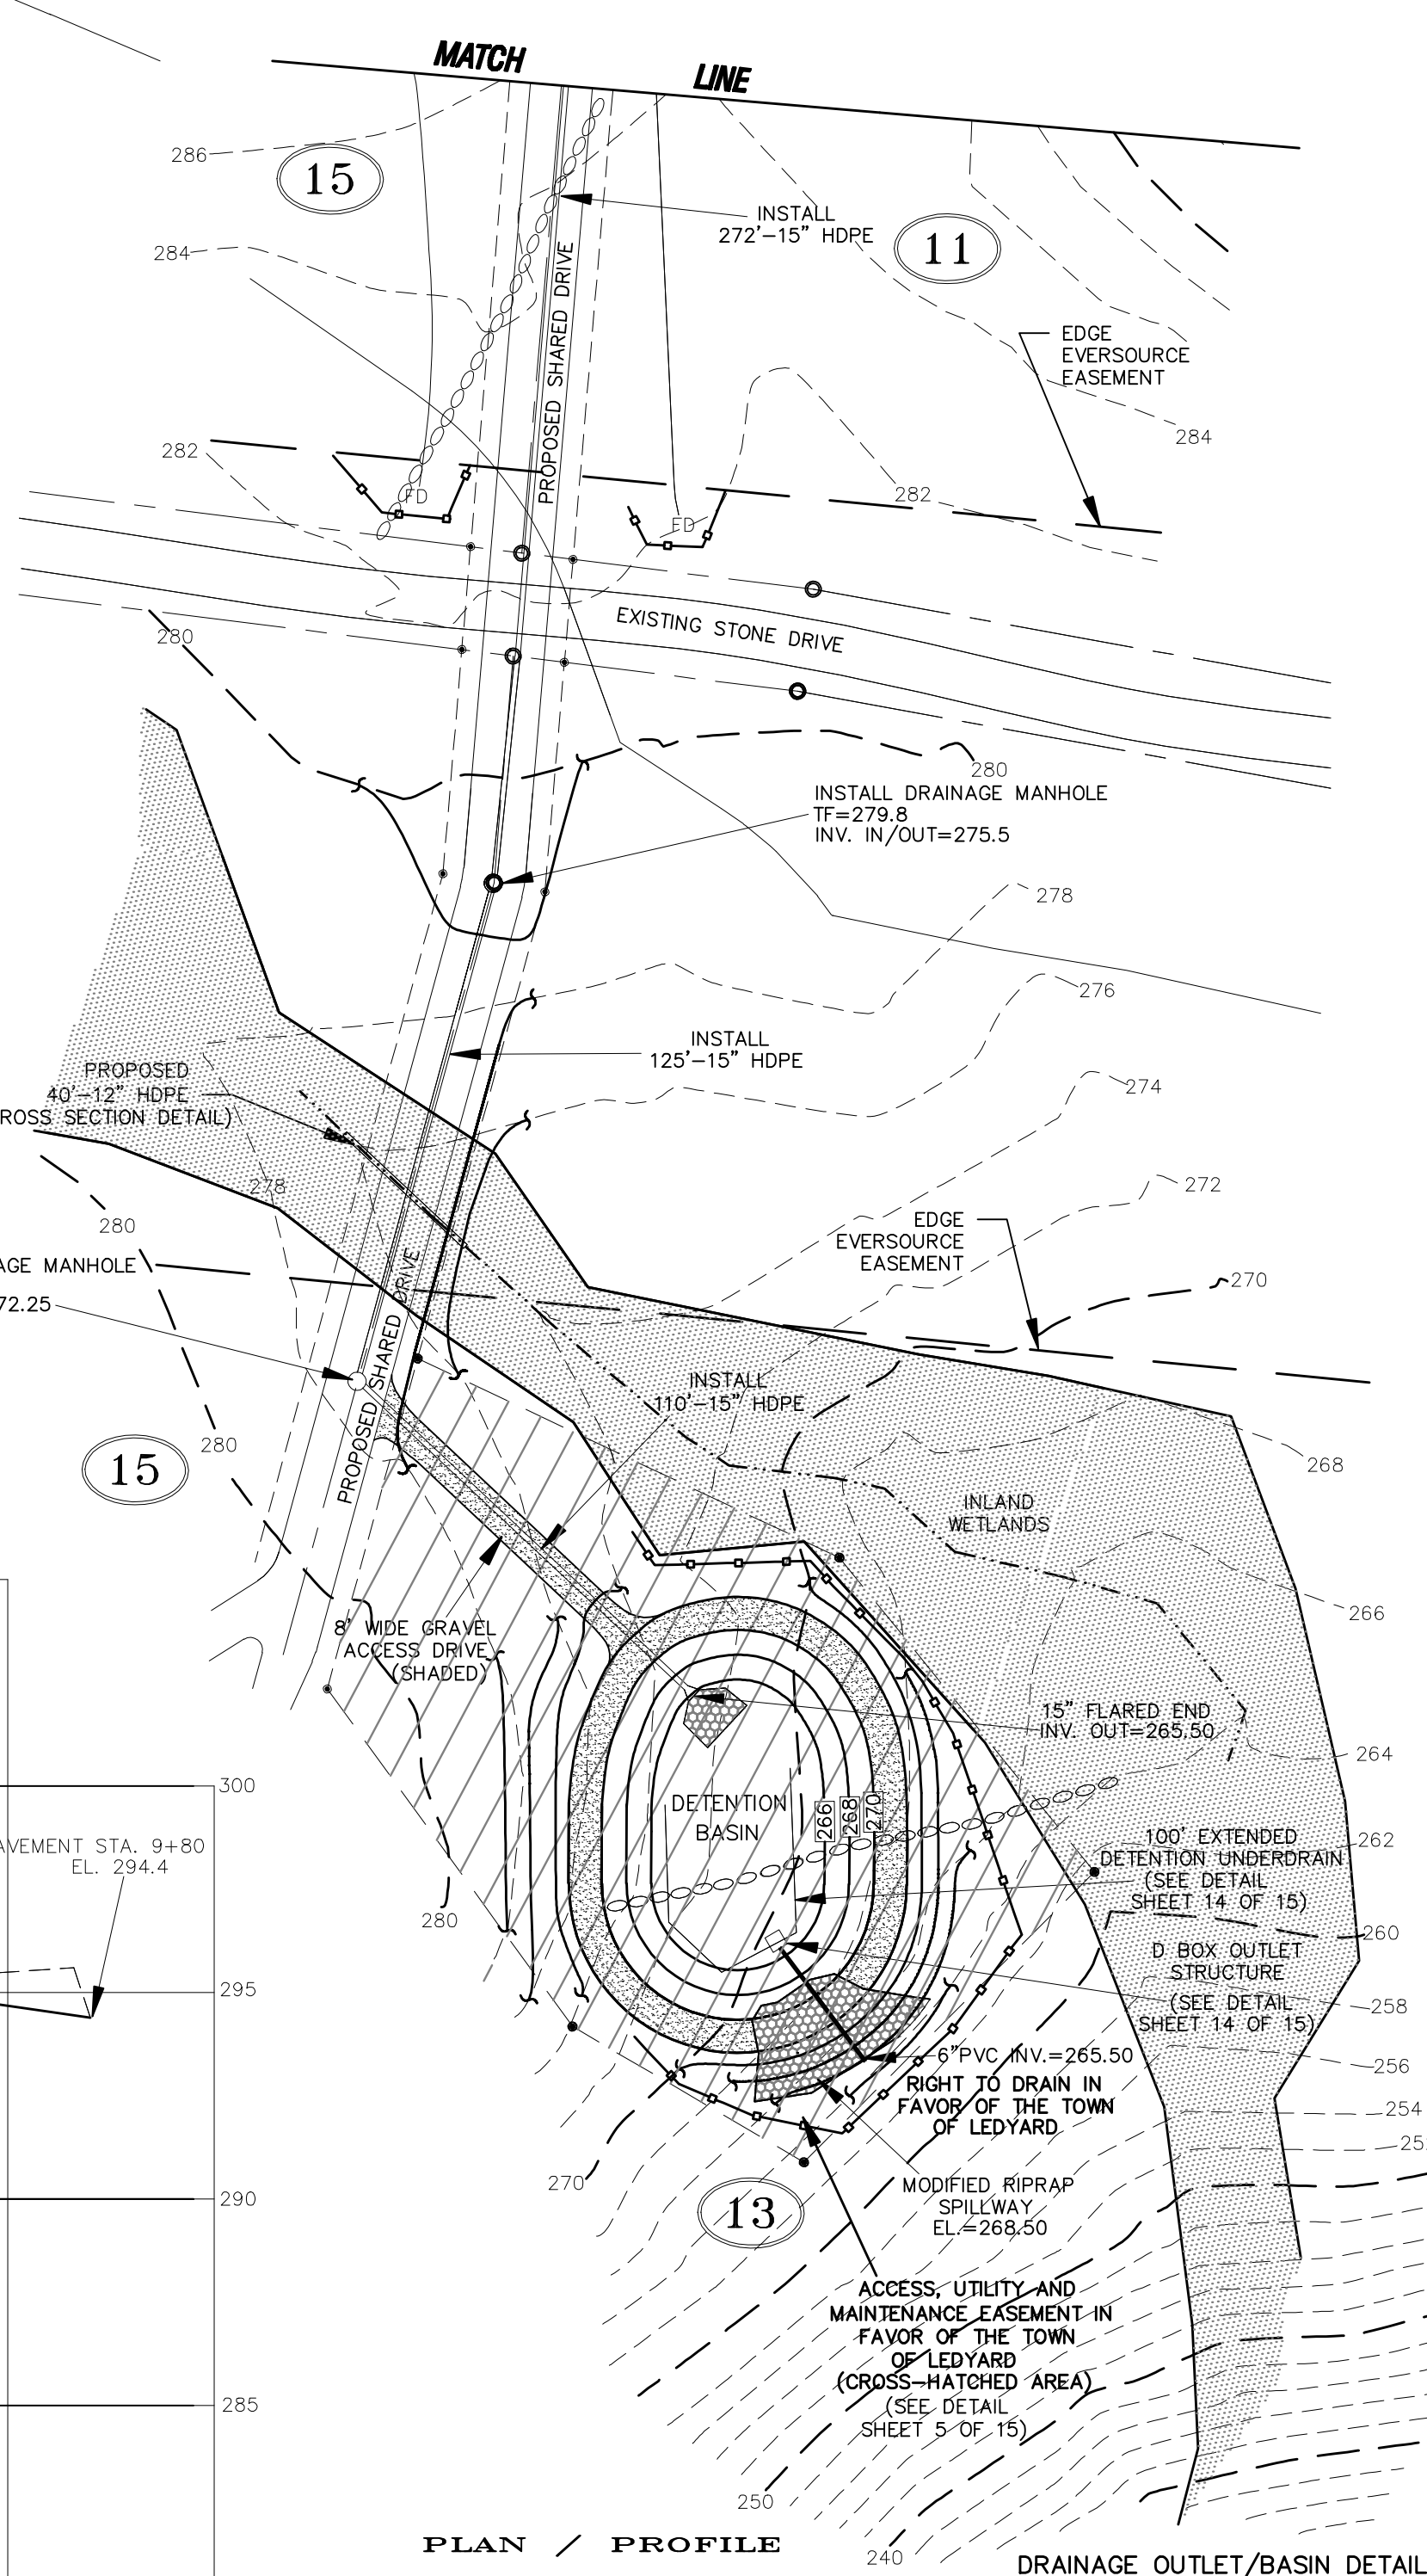 MATCH LINE
286
15
INSTALL
272'-15" HDPE
11
284
PROPOSED SHARED DRIVE
EDGE
EVERSOURCE
EASEMENT
284
282
282
FD
FD
EXISTING STONE DRIVE
280
280
INSTALL DRAINAGE MANHOLE
TF=279.8
INV. IN/OUT=275.5
278
276
INSTALL
125'-15" HDPE
PROPOSED
40'-12" HDPE
ROSS SECTION DETAIL)
274
278
272
280
EDGE
EVERSOURCE
EASEMENT
AGE MANHOLE
270
72.25
PROPOSED SHARED DRIVE
INSTALL
110'-15" HDPE
280
15
268
INLAND
WETLANDS
266
8' WIDE GRAVEL
ACCESS DRIVE
(SHADED)
15" FLARED END
INV. OUT=265.50
264
300
DETENTION
BASIN
266
268
270
AVEMENT STA. 9+80
EL. 294.4
100' EXTENDED
DETENTION UNDERDRAIN
(SEE DETAIL
SHEET 14 OF 15)
262
280
260
D BOX OUTLET
STRUCTURE
(SEE DETAIL
SHEET 14 OF 15)
295
258
6"PVC INV.=265.50
256
RIGHT TO DRAIN IN
FAVOR OF THE TOWN
OF LEDYARD
254
25
270
MODIFIED RIPRAP
SPILLWAY
EL.=268.50
290
13
ACCESS, UTILITY AND
MAINTENANCE EASEMENT IN
FAVOR OF THE TOWN
OF LEDYARD
(CROSS-HATCHED AREA)
(SEE DETAIL
SHEET 5 OF 15)
285
250
240
PLAN / PROFILE
DRAINAGE OUTLET/BASIN DETAIL